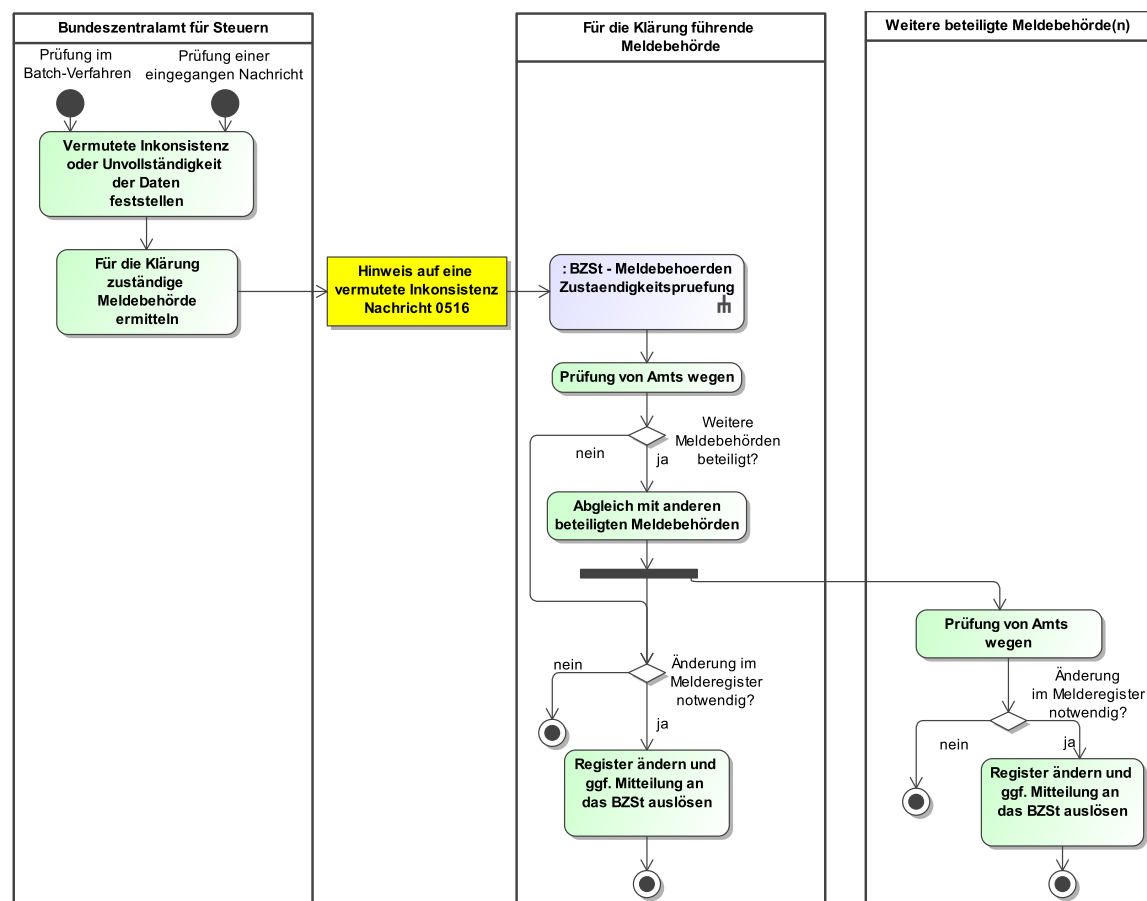 Bundeszentralamt für Steuern
Prüfung im
Batch-Verfahren
Prüfung einer
eingegangen Nachricht
Vermutete Inkonsistenz
oder Unvollständigkeit
der Daten
feststellen
Für die Klärung
zuständige
Meldebehörde
ermitteln
Hinweis auf eine
vermutete Inkonsistenz
Nachricht 0516
Für die Klärung führende
Meldebehörde
: BZSt - Meldebehoerden
Zustaendigkeitspruefung
Prüfung von Amts wegen
Weitere
Meldebehörden
beteiligt?
nein
ja
Abgleich mit anderen
beteiligten Meldebehörden
nein
Änderung im
Melderegister
notwendig?
ja
Register ändern und
ggf. Mitteilung an
das BZSt auslösen
Weitere beteiligte Meldebehörde(n)
Prüfung von Amts
wegen
Änderung
im Melderegister
notwendig?
nein
ja
Register ändern und
ggf. Mitteilung an
das BZSt auslösen